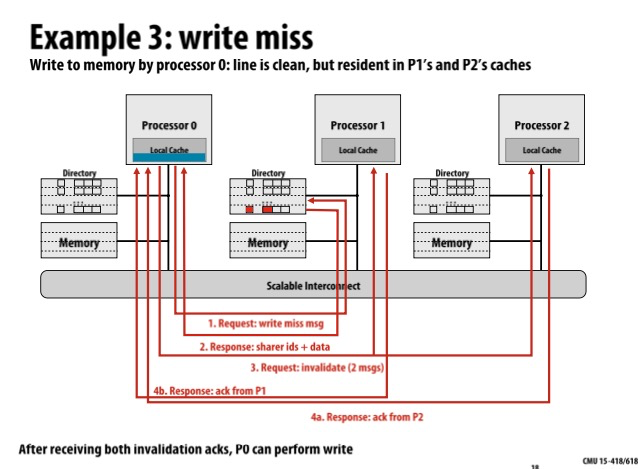 Example 3: write miss
Write to memory by processor 0: line is clean, but resident in P1's and P2's caches
Processor 0
Processor 1
Processor 2
Local Cache
Local Cache
Local Cache
Directory
Directory
Directory
Memory
Memory
Memory
Scalable Interconnect
1. Request: write miss msg
2. Response: sharer ids + data
3. Request: invalidate (2 msgs)
4b. Response: ack from P1
4a. Response: ack from P2
After receiving both invalidation acks, P0 can perform write
CMU 15-418/618
18